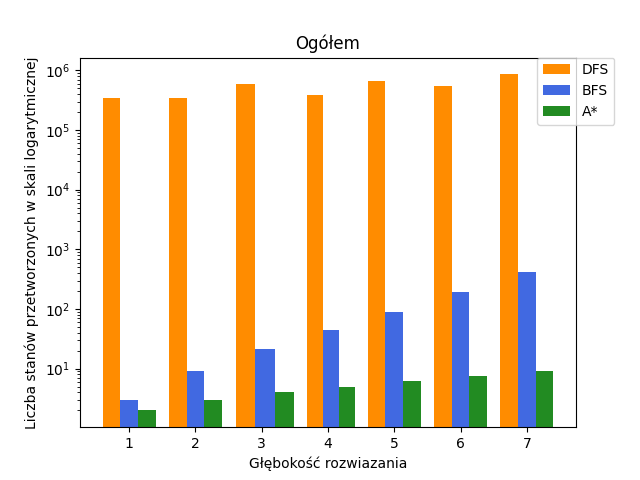 Ogółem
DFS
BFS
A*
Liczba stanów przetworzonych w skali logarytmicznej
10⁶
10⁵
10⁴
10³
10²
10¹
1 2 3 4 5 6 7
Głębokość rozwiazania